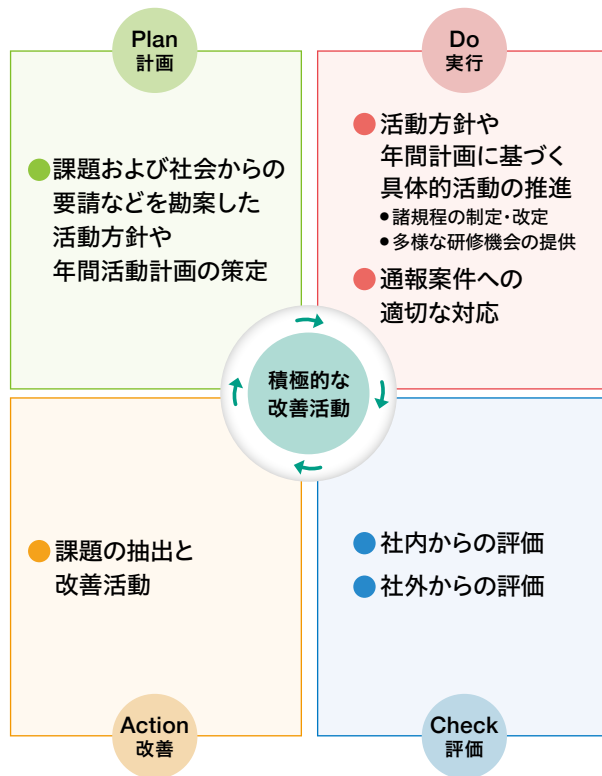 Plan
計画
●課題および社会からの
要請などを勘案した
活動方針や
年間活動計画の策定
Do
実行
●活動方針や
年間計画に基づく
具体的活動の推進
•諸規程の制定・改定
•多様な研修機会の提供
●通報案件への
適切な対応
積極的な
改善活動
●課題の抽出と
改善活動
Action
改善
●社内からの評価
●社外からの評価
Check
評価